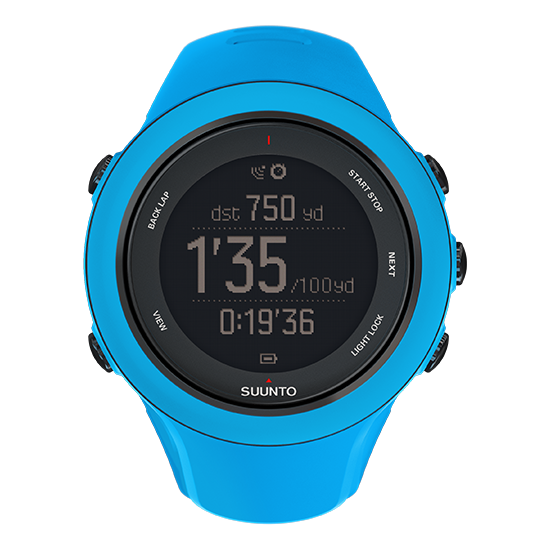 BACK LAP
START STOP
dst 750 yd
1'35 /100yd
NEXT
0:19'36
VIEW
LIGHT LOCK
SUUNTO